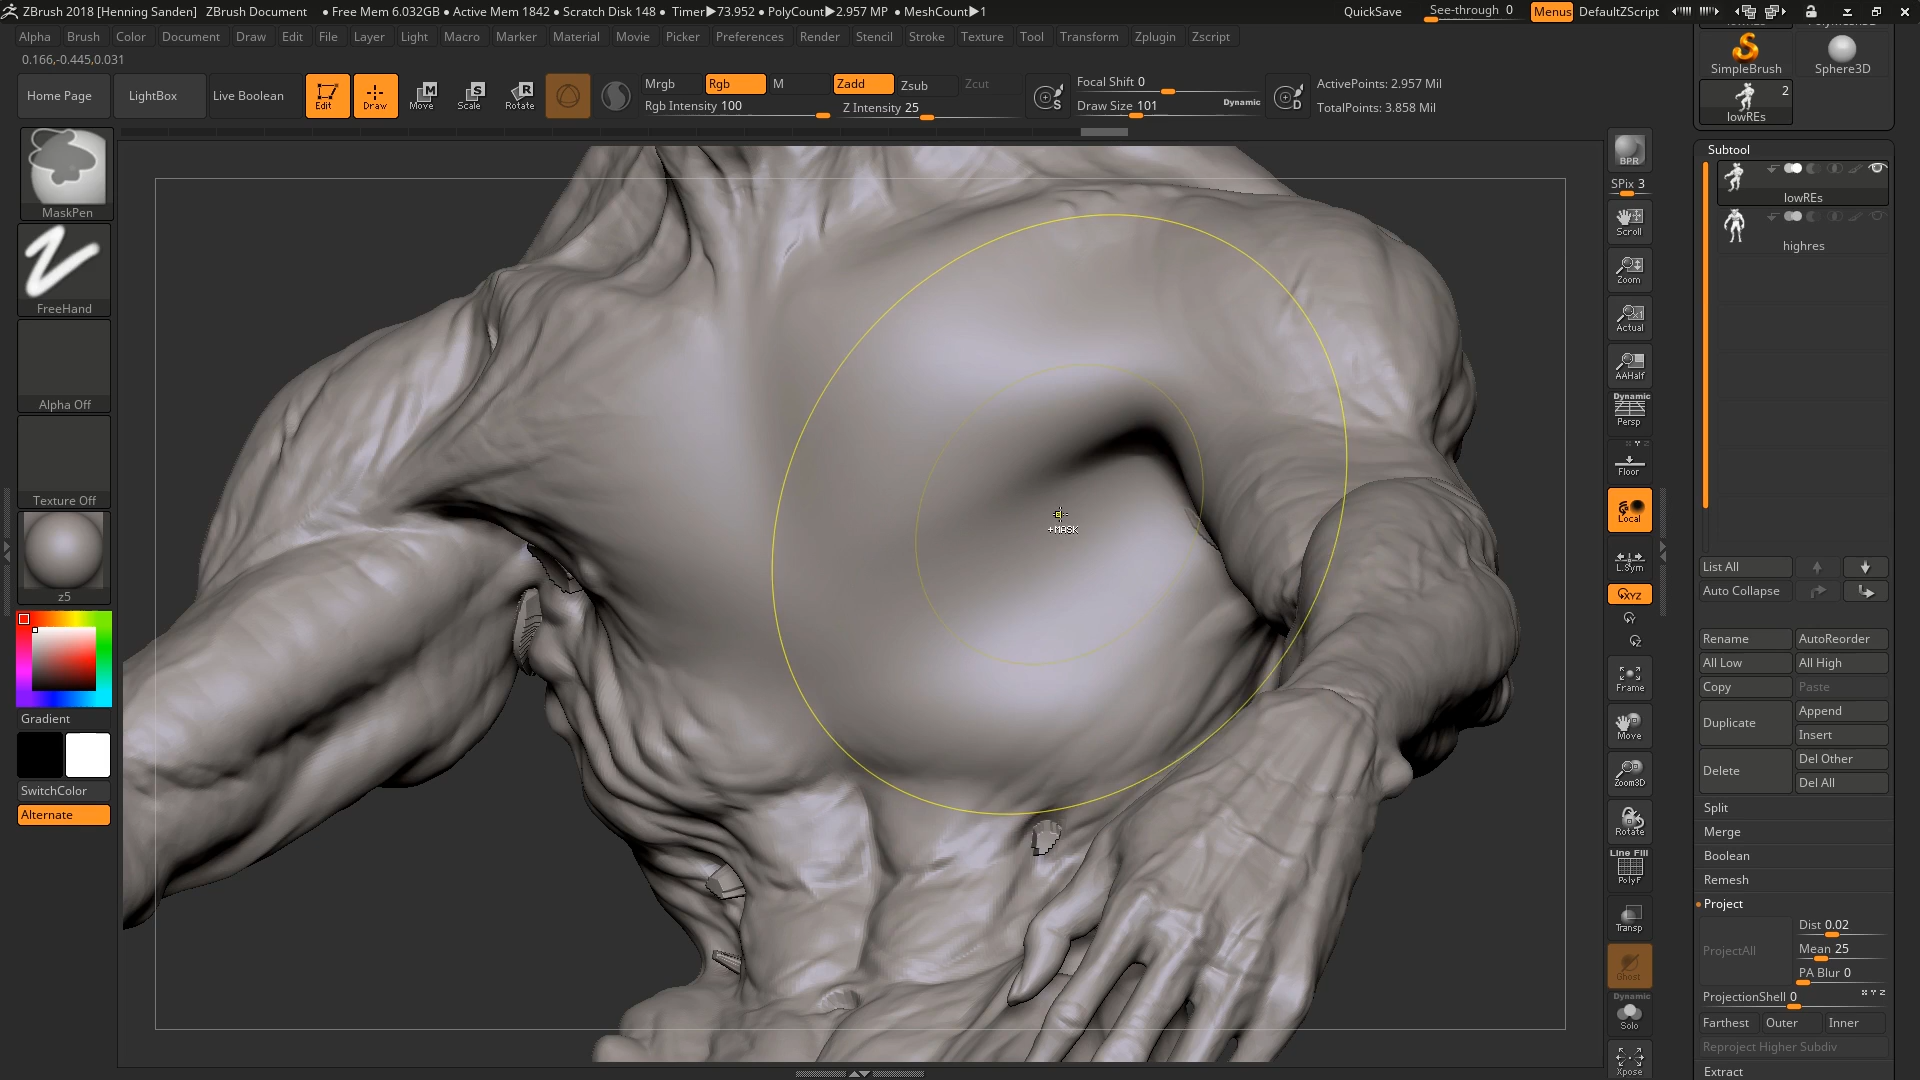 ZBrush 2018 [Henning Sanden] ZBrush Document • Free Mem 6.032GB • Active Mem 1842 • Scratch Disk 148 • Timer▶73.952 • PolyCount▶2.957 MP • MeshCount▶1 QuickSave See-through 0 Menus DefaultZScript
Alpha Brush Color Document Draw Edit File Layer Light Macro Marker Material Movie Picker Preferences Render Stencil Stroke Texture Tool Transform Zplugin Zscript
0.166,-0.445,0.031
Home Page LightBox Live Boolean Edit Draw Move Scale Rotate
M S R
Mrgb Rgb M Zadd Zsub Zcut
Rgb Intensity 100 Z Intensity 25
S
Focal Shift 0
Draw Size 101 Dynamic
D
ActivePoints: 2.957 Mil
TotalPoints: 3.858 Mil
MaskPen
FreeHand
Alpha Off
Texture Off
z5
Gradient
SwitchColor
Alternate
+MASK
BPR
SPix 3
Scroll
Zoom
Actual
AAHalf
Dynamic
Persp
Floor
Local
L.Sym
XYZ
Y
Z
Frame
Move
Zoom3D
Rotate
Line Fill
PolyF
Transp
Ghost
Dynamic
Solo
Xpose
SimpleBrush Sphere3D
2
lowREs
Subtool
lowREs
highres
List All
Auto Collapse
Rename AutoReorder
All Low All High
Copy Paste
Duplicate Append
Insert
Delete Del Other
Del All
Split
Merge
Boolean
Remesh
Project
ProjectAll Dist 0.02
Mean 25
PA Blur 0
ProjectionShell 0 X Y Z
Farthest Outer Inner
Reproject Higher Subdiv
Extract